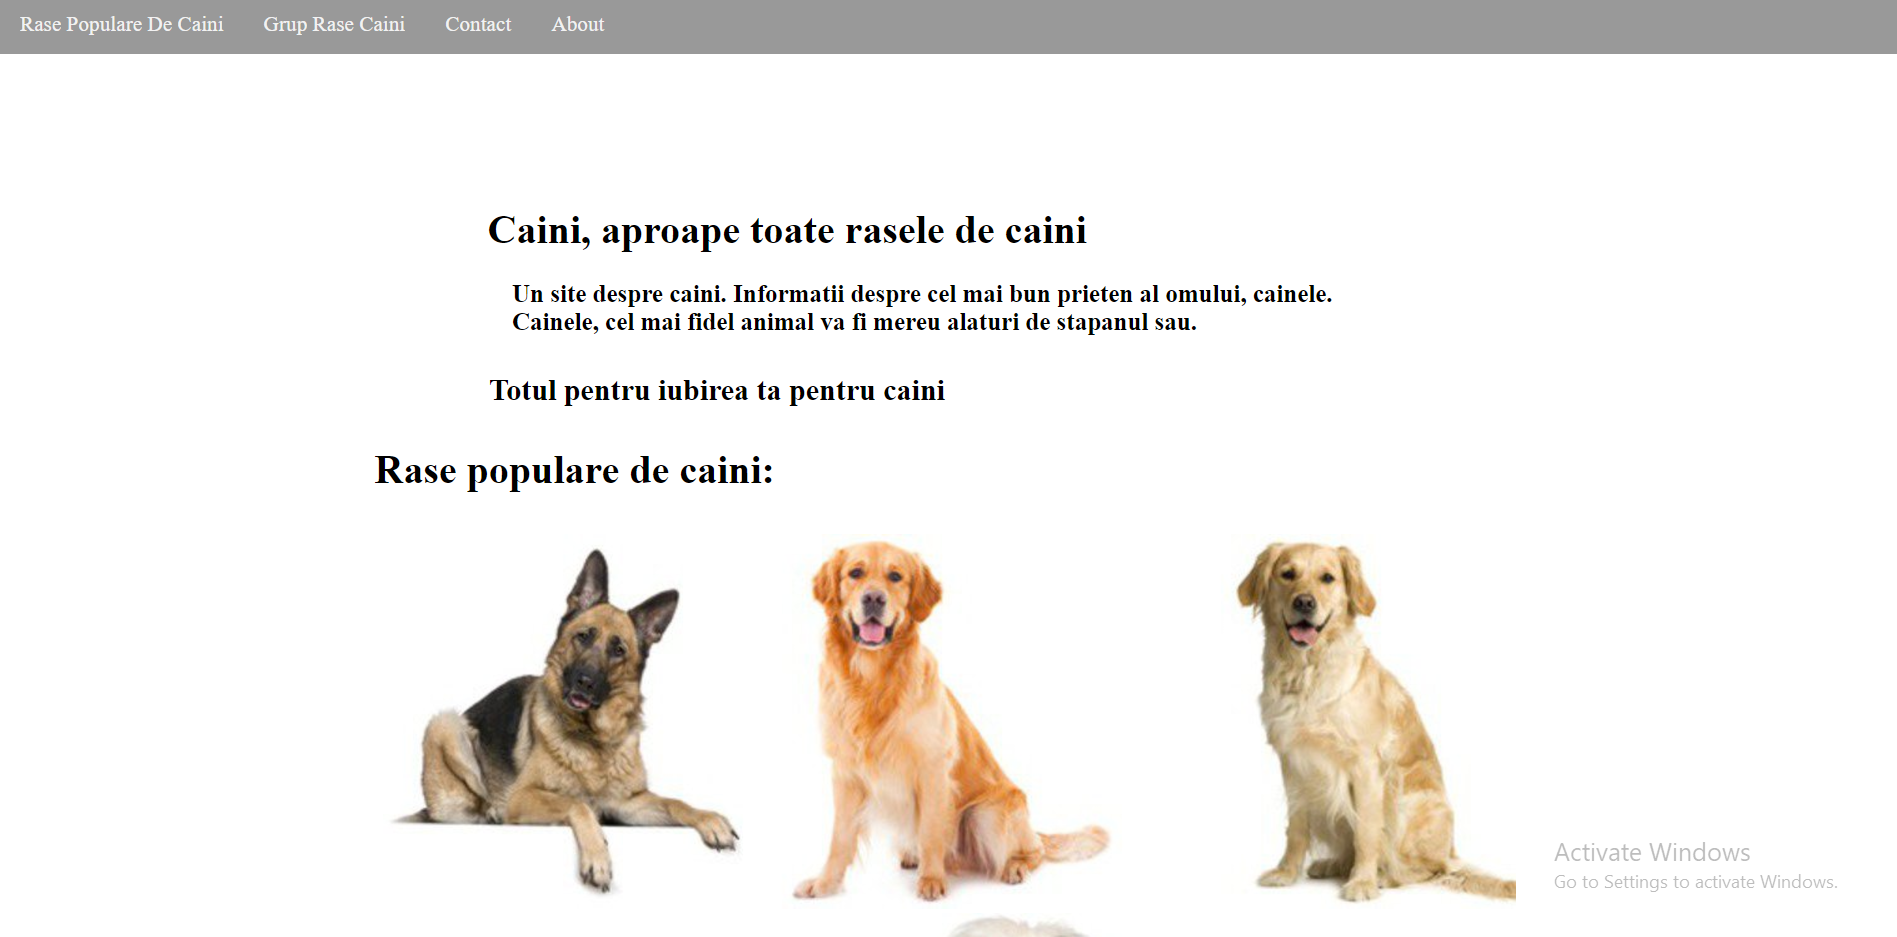 Rase Populare De Caini Grup Rase Caini Contact About
Caini, aproape toate rasele de caini
Un site despre caini. Informatii despre cel mai bun prieten al omului, cainele.
Cainele, cel mai fidel animal va fi mereu alaturi de stapanul sau.
Totul pentru iubirea ta pentru caini
Rase populare de caini:
Activate Windows
Go to Settings to activate Windows.